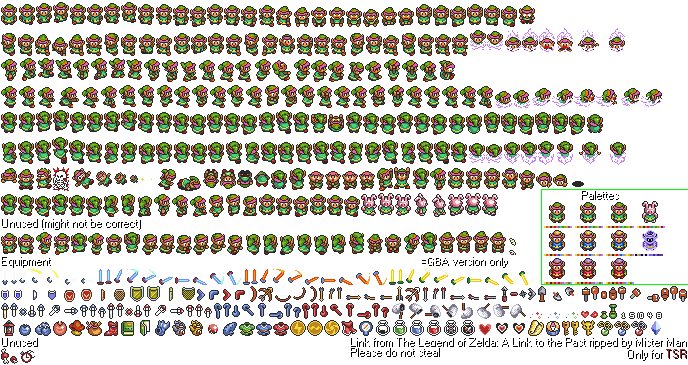 Palettes
Unused (might not be correct)
Equipment
=GBA version only
Unused
Link from The Legend of Zelda: A Link to the Past ripped by Mister Man
Please do not steal
Only for TSR